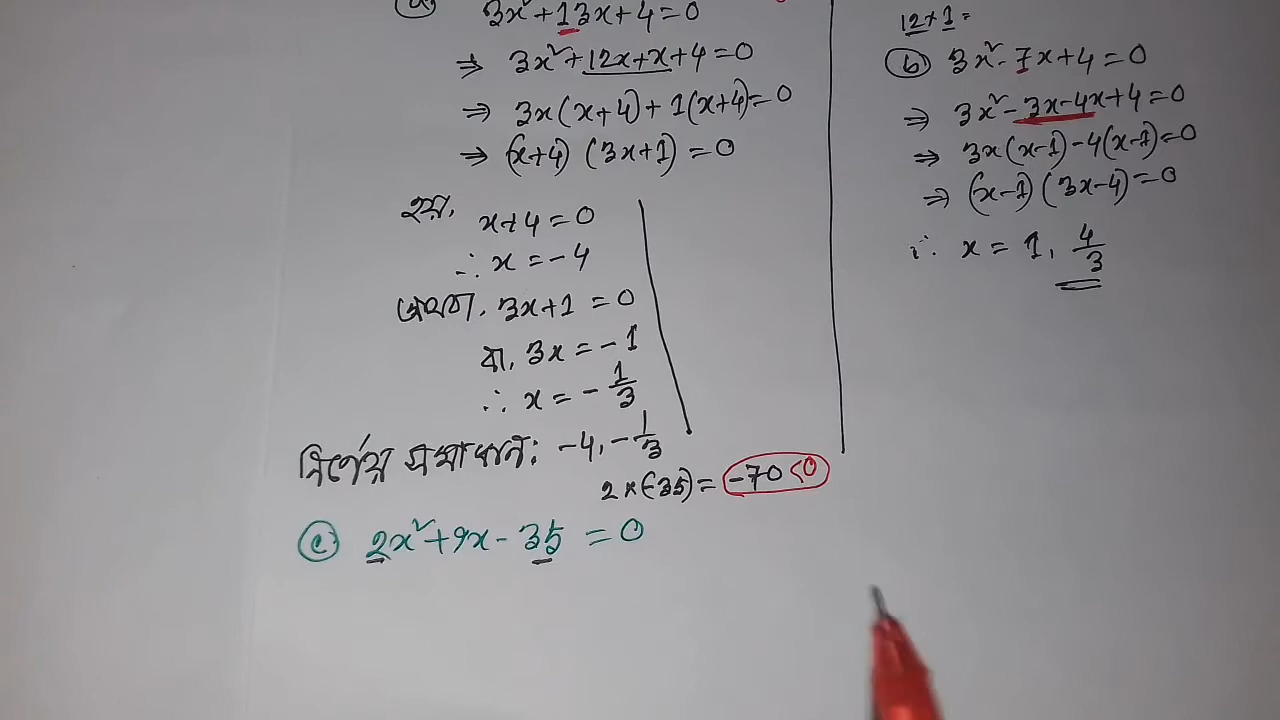 (a) 3x² + 13x + 4 = 0
⇒ 3x² + 12x + x + 4 = 0
⇒ 3x(x+4) + 1(x+4) = 0
⇒ (x+4) (3x+1) = 0
হয়, x + 4 = 0
∴ x = -4
অথবা, 3x + 1 = 0
বা, 3x = -1
∴ x = -1/3
নির্ণেয় সমাধান: -4, -1/3
12 + 1 =
(b) 3x² - 7x + 4 = 0
⇒ 3x² - 3x - 4x + 4 = 0
⇒ 3x(x-1) - 4(x-1) = 0
⇒ (x-1) (3x-4) = 0
∴ x = 1, 4/3
2 × (-35) = -70 < 0
(c) 2x² + 9x - 35 = 0